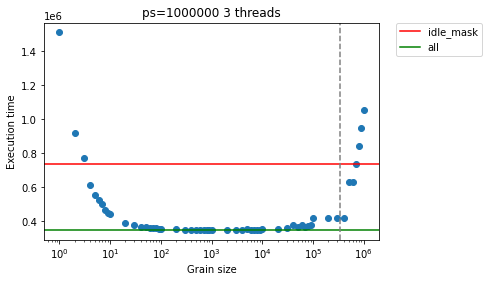 ps=1000000 3 threads
1e6
idle_mask
all
1.4
1.2
1.0
0.8
0.6
0.4
Execution time
10⁰
10¹
10²
10³
10⁴
10⁵
10⁶
Grain size